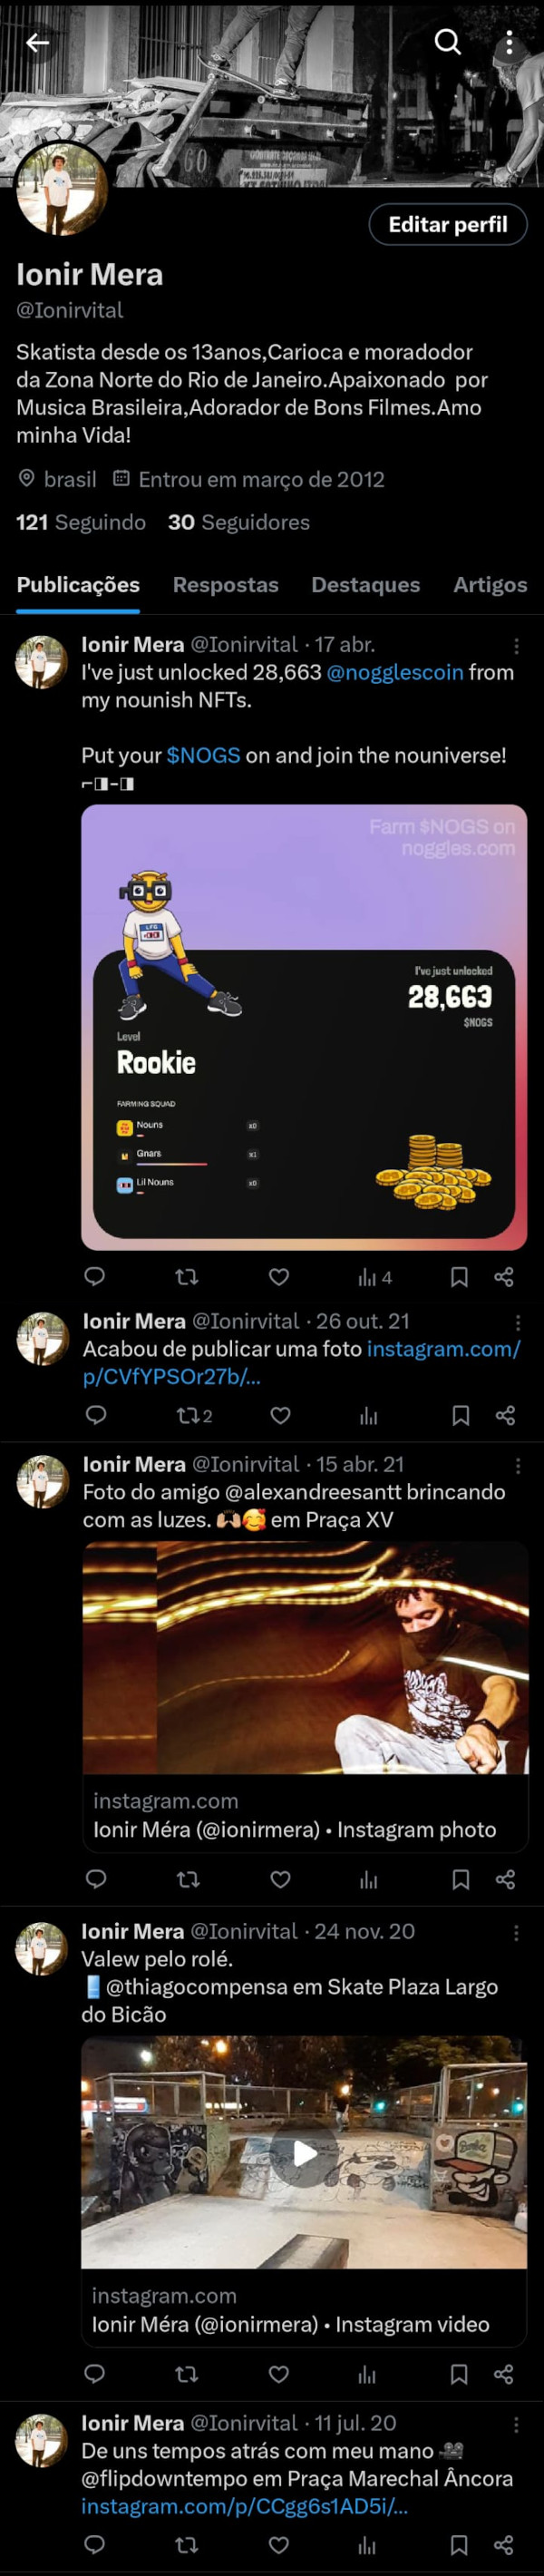 60
Editar perfil
Ionir Mera
@Ionirvital
Skatista desde os 13anos,Carioca e moradodor
da Zona Norte do Rio de Janeiro.Apaixonado por
Musica Brasileira,Adorador de Bons Filmes.Amo
minha Vida!
brasil Entrou em março de 2012
121 Seguindo 30 Seguidores
Publicações Respostas Destaques Artigos
Ionir Mera @Ionirvital · 17 abr.
I've just unlocked 28,663 @nogglescoin from
my nounish NFTs.
Put your $NOGS on and join the nouniverse!
⌐◨-◨
Farm $NOGS on
noggles.com
LFG
I've just unlocked
28,663
$NOGS
Level
Rookie
FARMING SQUAD
Nouns x0
Gnars x1
Lil Nouns x0
4
Ionir Mera @Ionirvital · 26 out. 21
Acabou de publicar uma foto instagram.com/
p/CVfYPSOr27b/...
2
Ionir Mera @Ionirvital · 15 abr. 21
Foto do amigo @alexandreesantt brincando
com as luzes. 🙌🏼🥰 em Praça XV
instagram.com
Ionir Méra (@ionirmera) • Instagram photo
Ionir Mera @Ionirvital · 24 nov. 20
Valew pelo rolé.
@thiagocompensa em Skate Plaza Largo
do Bicão
instagram.com
Ionir Méra (@ionirmera) • Instagram video
Ionir Mera @Ionirvital · 11 jul. 20
De uns tempos atrás com meu mano 🎥
@flipdowntempo em Praça Marechal Âncora
instagram.com/p/CCgg6s1AD5i/...